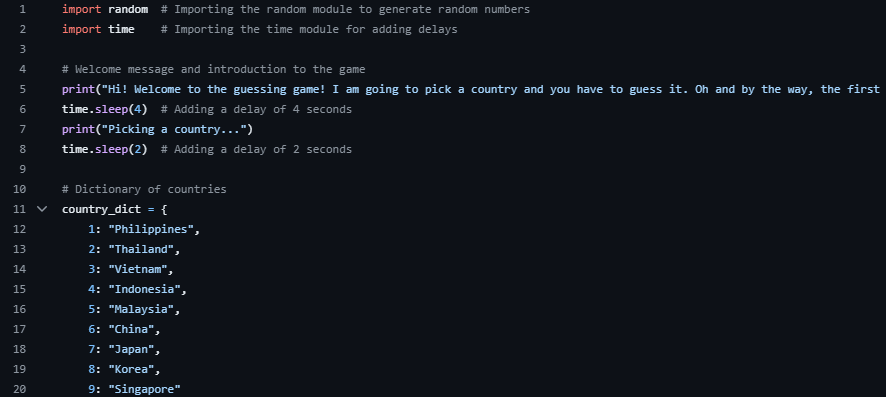 1 import random  # Importing the random module to generate random numbers
2 import time    # Importing the time module for adding delays
3
4 # Welcome message and introduction to the game
5 print("Hi! Welcome to the guessing game! I am going to pick a country and you have to guess it. Oh and by the way, the first
6 time.sleep(4)  # Adding a delay of 4 seconds
7 print("Picking a country...")
8 time.sleep(2)  # Adding a delay of 2 seconds
9
10 # Dictionary of countries
11 country_dict = {
12     1: "Philippines",
13     2: "Thailand",
14     3: "Vietnam",
15     4: "Indonesia",
16     5: "Malaysia",
17     6: "China",
18     7: "Japan",
19     8: "Korea",
20     9: "Singapore"